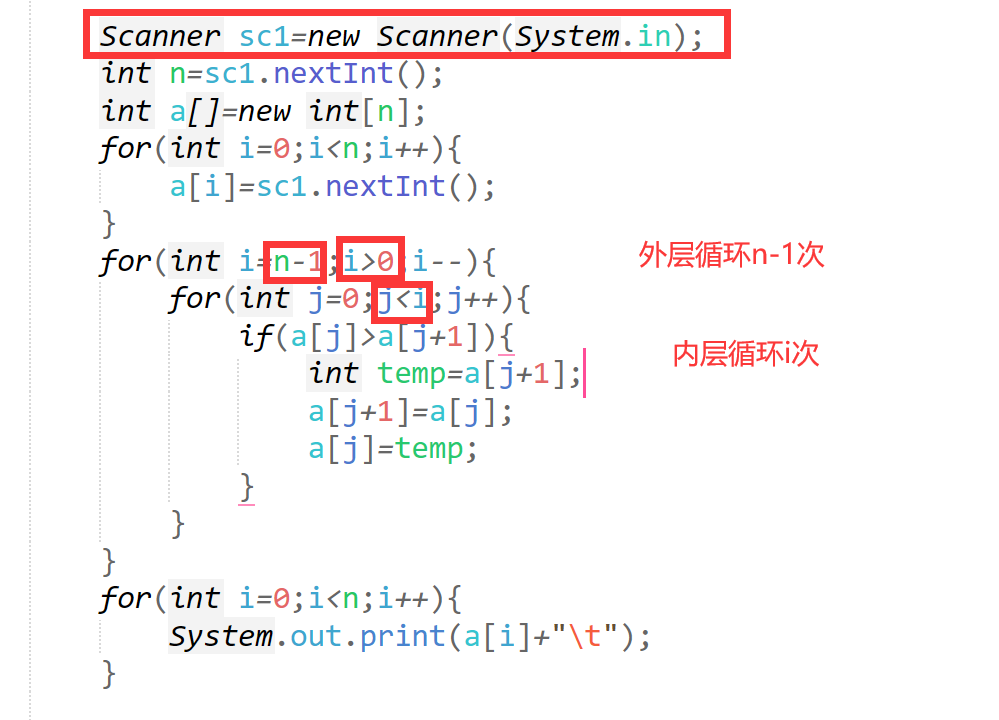 Scanner sc1=new Scanner(System.in);
int n=sc1.nextInt();
int a[]=new int[n];
for(int i=0;i<n;i++){
a[i]=sc1.nextInt();
}
for(int i=n-1;i>0;i--){ 外层循环n-1次
for(int j=0;j<i;j++){
if(a[j]>a[j+1]){ 内层循环i次
int temp=a[j+1];
a[j+1]=a[j];
a[j]=temp;
}
}
}
for(int i=0;i<n;i++){
System.out.print(a[i]+"\t");
}